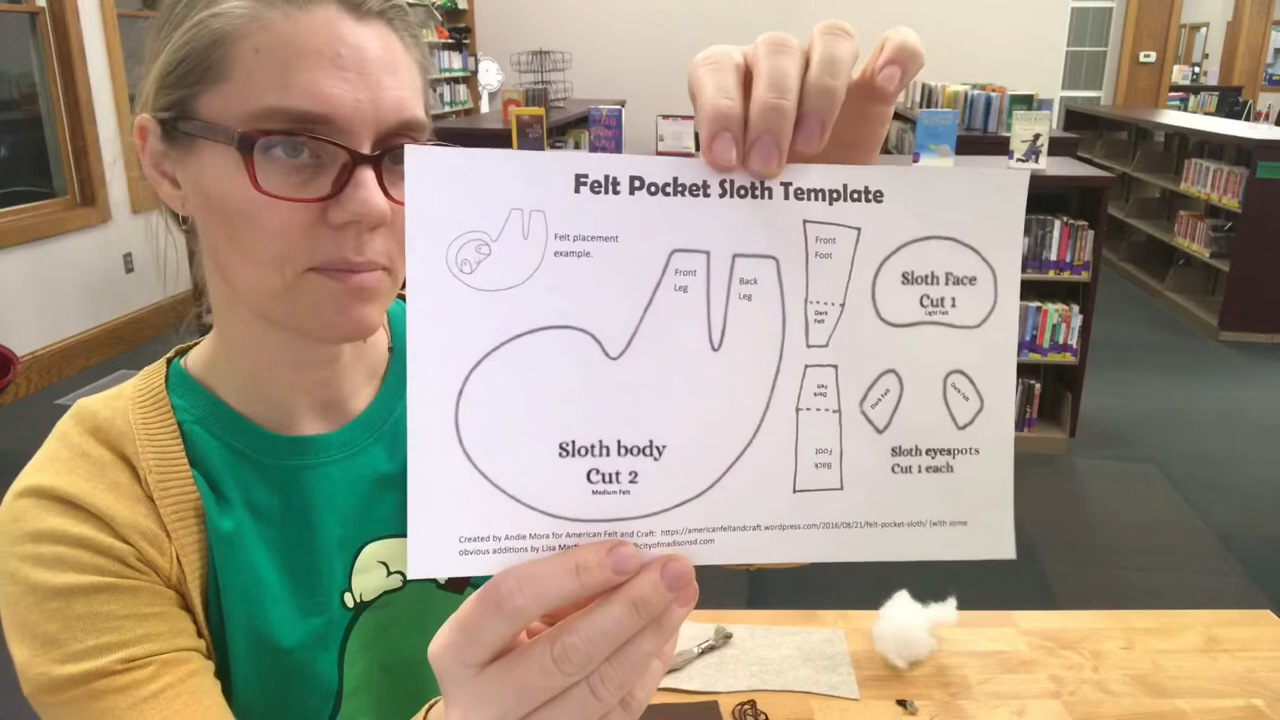 Felt Pocket Sloth Template
Felt placement
example.
Front
Leg
Back
Leg
Front
Foot
Dark
Felt
Sloth Face
Cut 1
Light Felt
Dark
Felt
Back
Foot
Dark Felt
Dark Felt
Sloth eyespots
Cut 1 each
Sloth body
Cut 2
Medium Felt
Created by Andie Mora for American Felt and Craft: https://americanfeltandcraft.wordpress.com/2016/08/21/felt-pocket-sloth/ (with some
obvious additions by Lisa @cityofmadisonsd.com